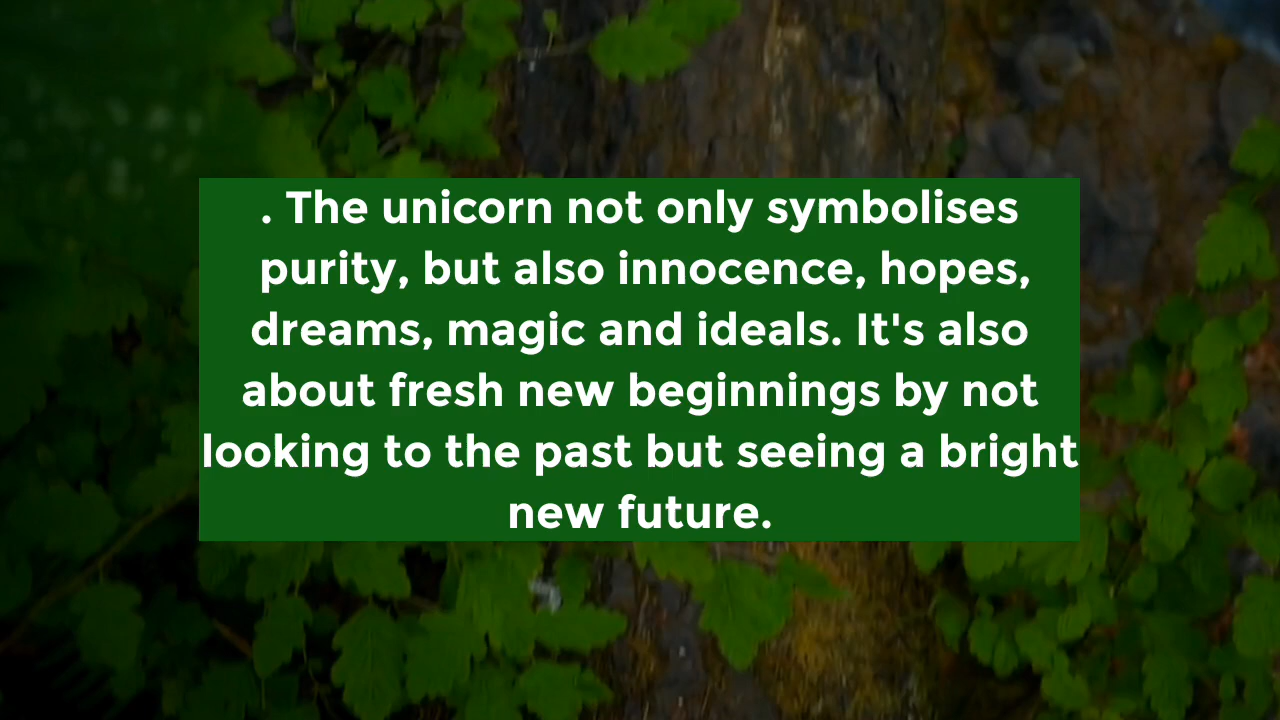 . The unicorn not only symbolises
purity, but also innocence, hopes,
dreams, magic and ideals. It's also
about fresh new beginnings by not
looking to the past but seeing a bright
new future.